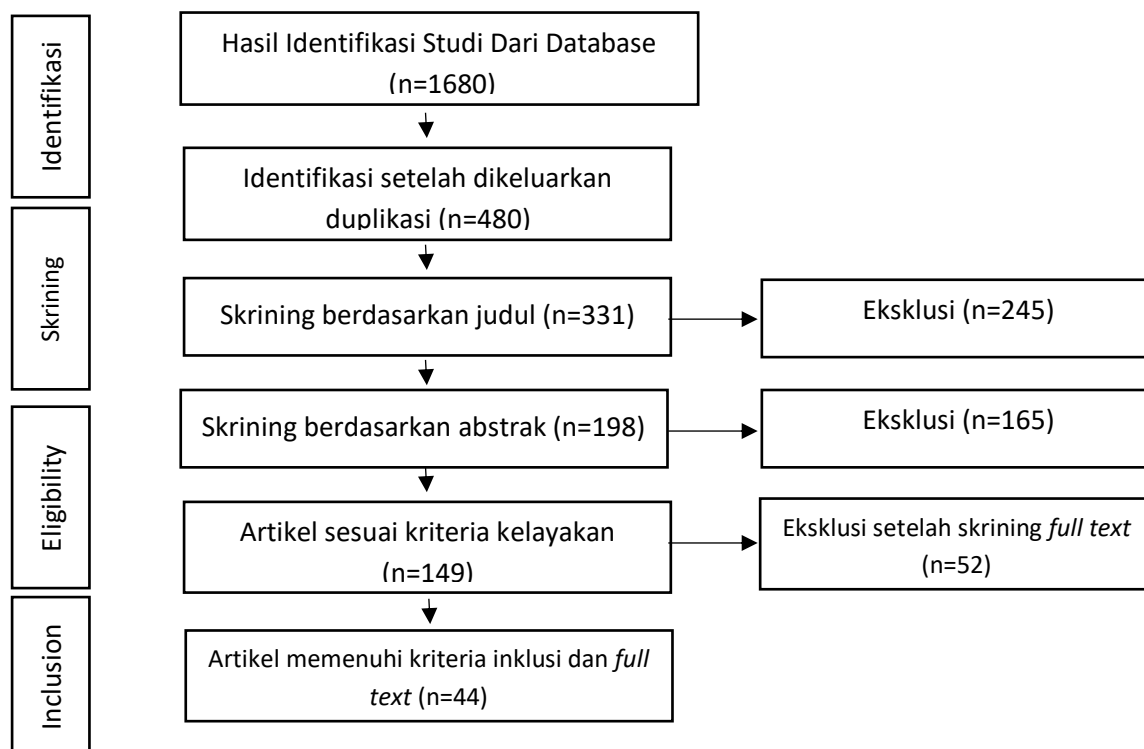 Identifikasi
Hasil Identifikasi Studi Dari Database
(n=1680)
Identifikasi setelah dikeluarkan
duplikasi (n=480)
Skrining
Skrining berdasarkan judul (n=331)
Eksklusi (n=245)
Skrining berdasarkan abstrak (n=198)
Eksklusi (n=165)
Eligibility
Artikel sesuai kriteria kelayakan
(n=149)
Eksklusi setelah skrining full text
(n=52)
Inclusion
Artikel memenuhi kriteria inklusi dan full
text (n=44)